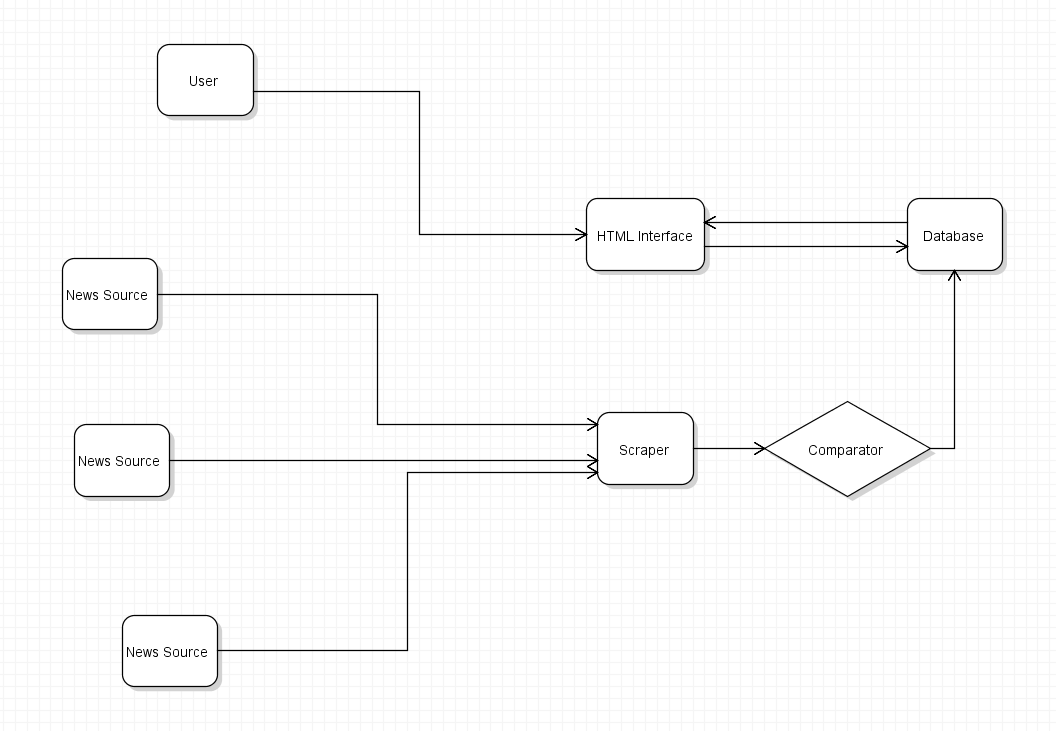 User
HTML Interface
Database
News Source
News Source
Scraper
Comparator
News Source